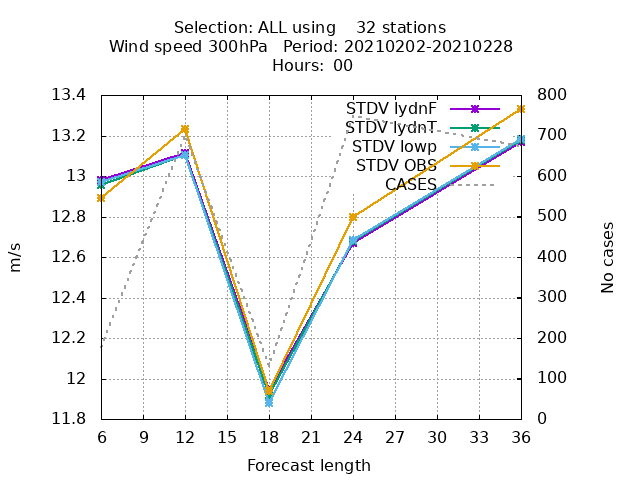 Selection: ALL using    32 stations
Wind speed 300hPa   Period: 20210202-20210228
Hours:  00
13.4
13.2
13
12.8
12.6
12.4
12.2
12
11.8
m/s
STDV lydnF
STDV lydnT
STDV lowp
STDV OBS
CASES
800
700
600
500
400
300
200
100
0
No cases
6 9 12 15 18 21 24 27 30 33 36
Forecast length